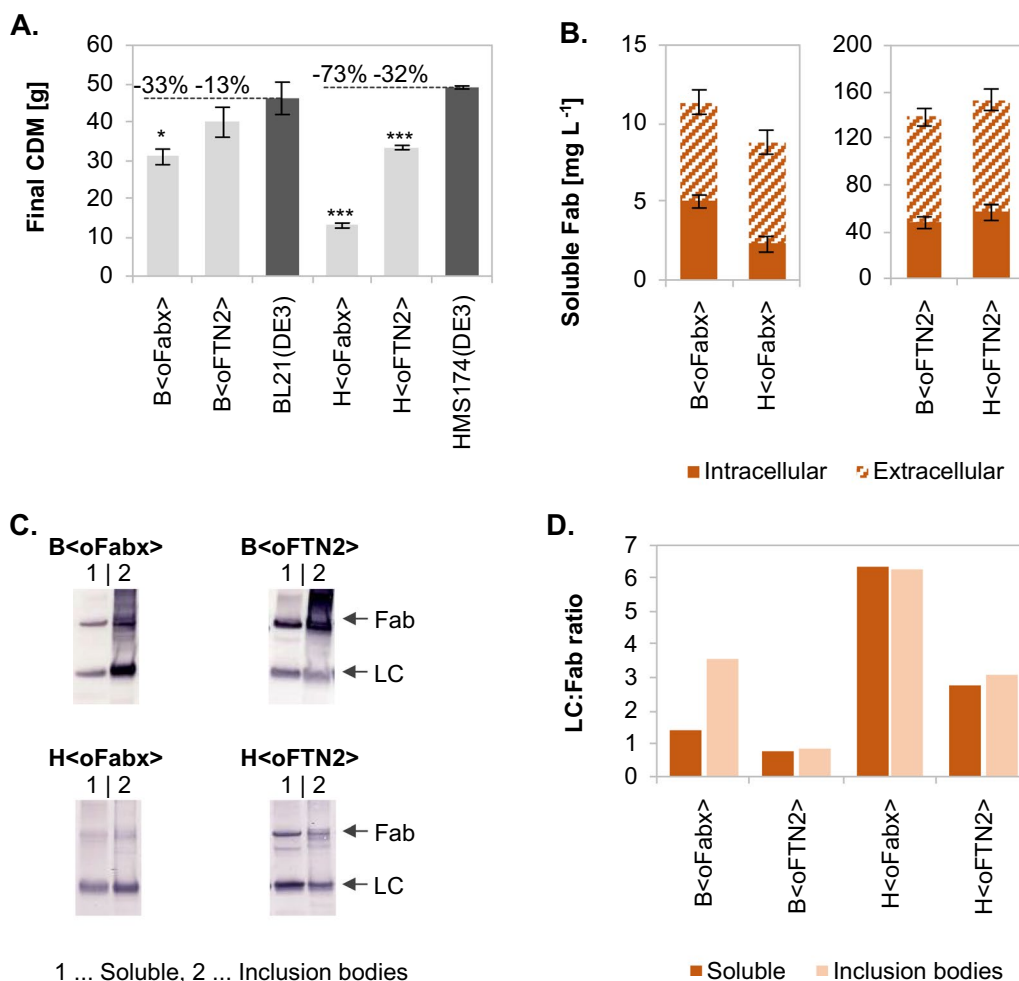 A.
Final CDM [g]
60
50
40
30
20
10
0
-33% -13%
-73% -32%
*
***
***
B<oFabx>
B<oFTN2>
BL21(DE3)
H<oFabx>
H<oFTN2>
HMS174(DE3)
B.
Soluble Fab [mg L-1]
15
10
5
0
B<oFabx>
H<oFabx>
200
160
120
80
40
0
B<oFTN2>
H<oFTN2>
Intracellular
Extracellular
C.
B<oFabx>
1 | 2
B<oFTN2>
1 | 2
Fab
LC
H<oFabx>
1 | 2
H<oFTN2>
1 | 2
Fab
LC
1 ... Soluble, 2 ... Inclusion bodies
D.
LC:Fab ratio
7
6
5
4
3
2
1
0
B<oFabx>
B<oFTN2>
H<oFabx>
H<oFTN2>
Soluble
Inclusion bodies